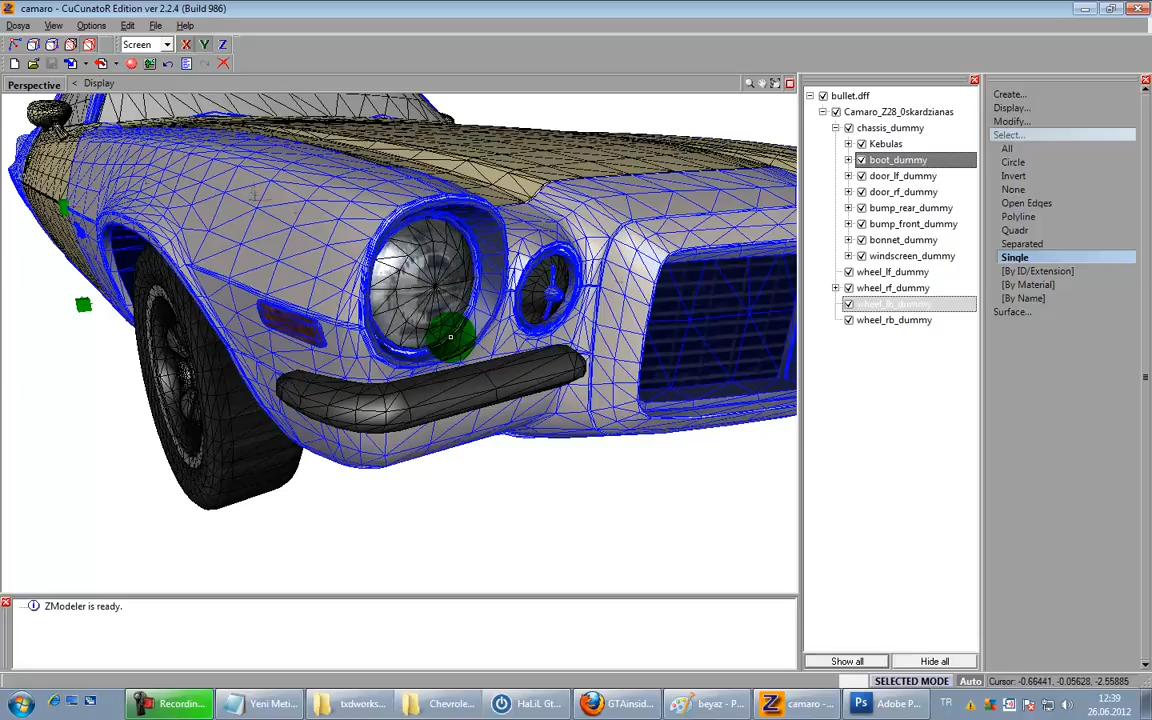 camaro - CuCunatoR Edition ver 2.2.4 (Build 986)
Dosya View Options Edit File Help
Screen X Y Z
Perspective < Display
bullet.dff
Camaro_Z28_0skardzianas
chassis_dummy
Kebulas
boot_dummy
door_lf_dummy
door_rf_dummy
bump_rear_dummy
bump_front_dummy
bonnet_dummy
windscreen_dummy
wheel_lf_dummy
wheel_rf_dummy
wheel_lb_dummy
wheel_rb_dummy
Show all Hide all
Create...
Display...
Modify...
Select...
All
Circle
Invert
None
Open Edges
Polyline
Quadr
Separated
Single
[By ID/Extension]
[By Material]
[By Name]
Surface...
ZModeler is ready.
SELECTED MODE Auto Cursor: -0.66441, -0.05628, -2.55885
Recordin... Yeni Meti... txdworks... Chevrole... HaLiL Gt... GTAinsid... beyaz - P... camaro -... Adobe P... TR 12:39
26.06.2012